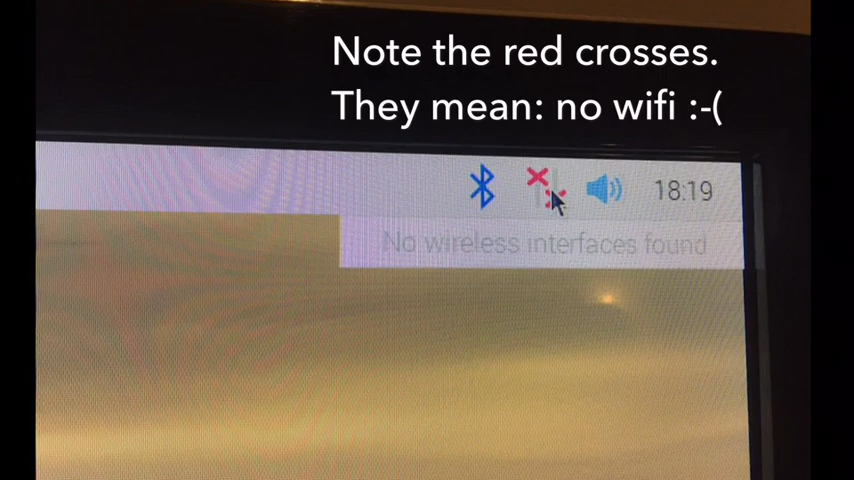 Note the red crosses.
They mean: no wifi :-(
18:19
No wireless interfaces found